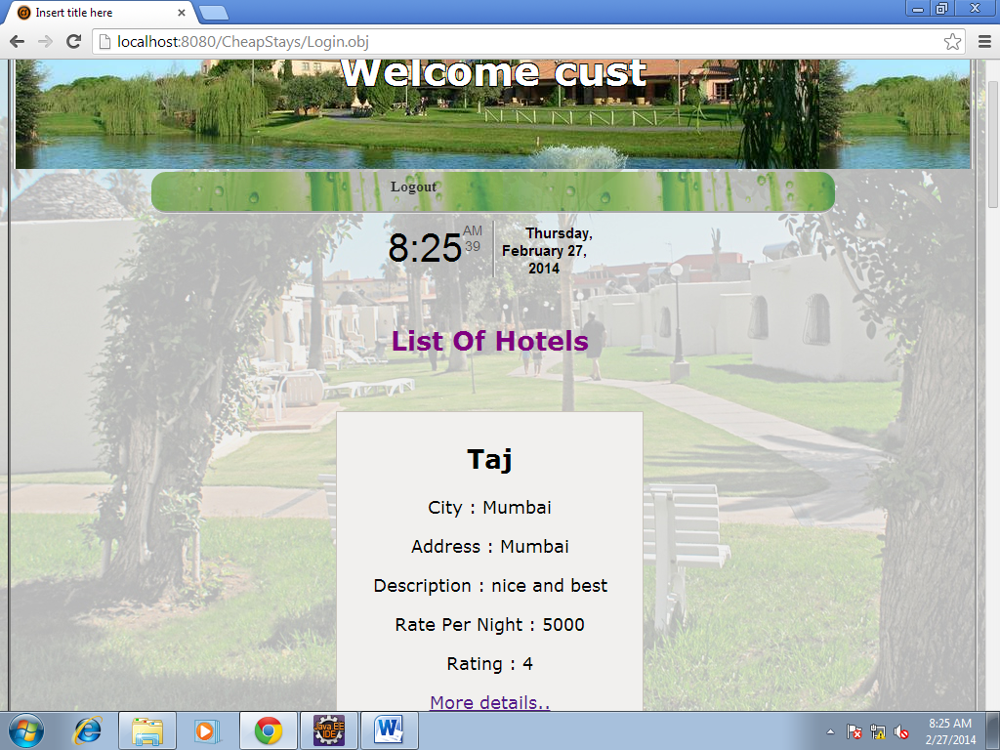 Insert title here
localhost:8080/CheapStays/Login.obj
Welcome cust
Logout
8:25 AM 39
Thursday,
February 27,
2014
List Of Hotels
Taj
City : Mumbai
Address : Mumbai
Description : nice and best
Rate Per Night : 5000
Rating : 4
More details..
Java EE
IDE
W
8:25 AM
2/27/2014